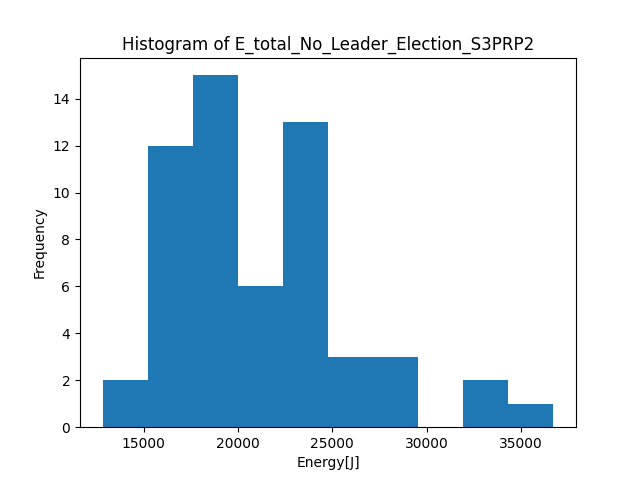 Histogram of E_total_No_Leader_Election_S3PRP2
Frequency
14
12
10
8
6
4
2
0
15000 20000 25000 30000 35000
Energy[J]